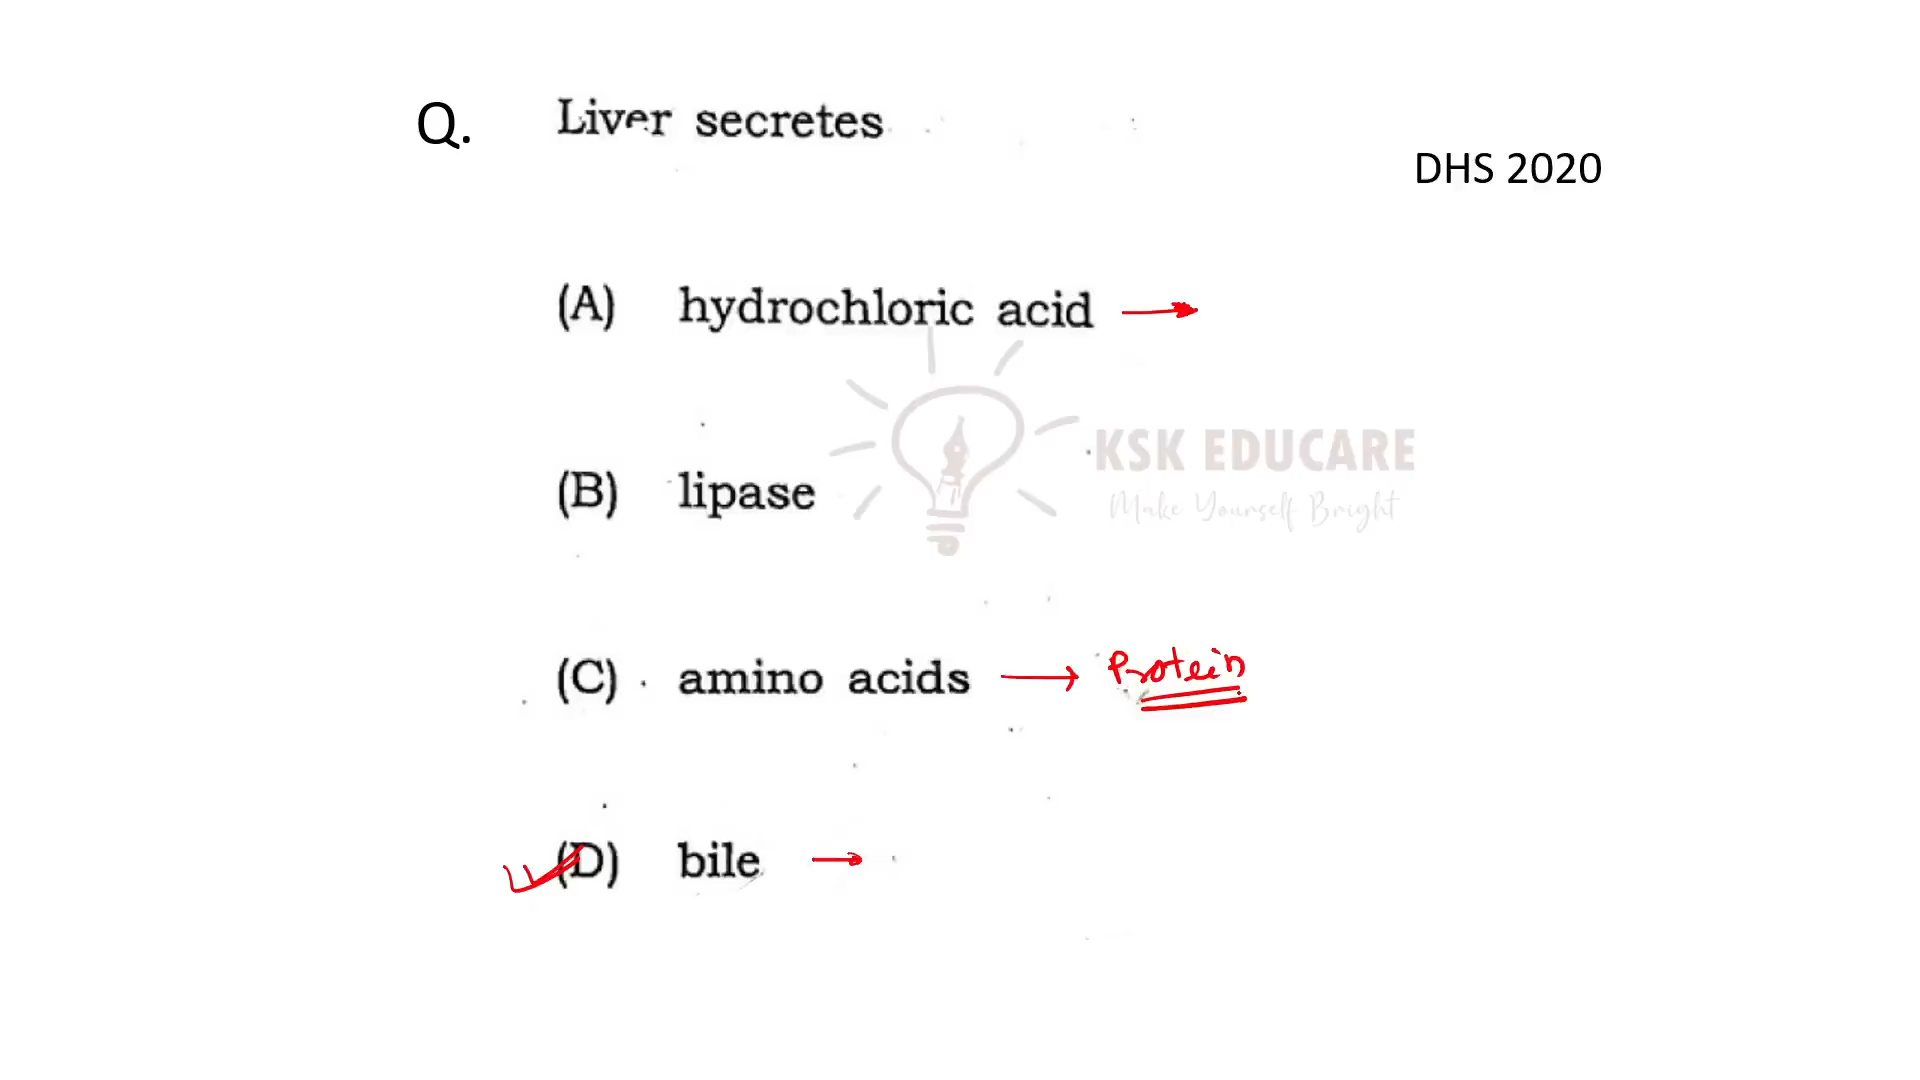 Q. Liver secretes
DHS 2020
(A) hydrochloric acid
KSK EDUCARE
(B) lipase
Make Yourself Bright
(C) amino acids → Protein
(D) bile